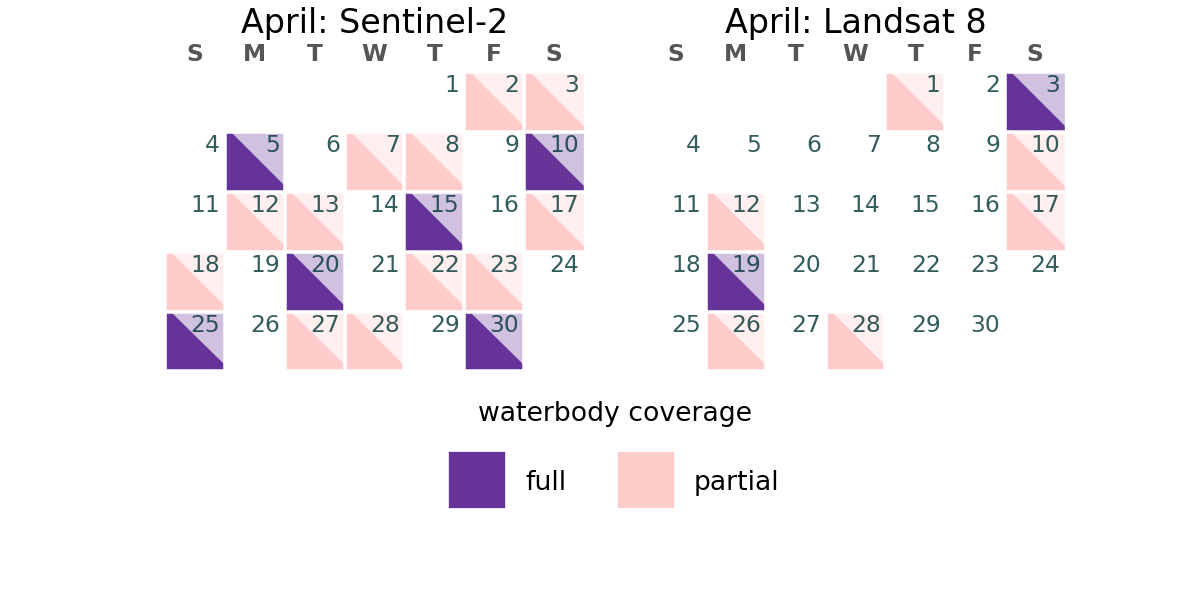 April: Sentinel-2
S M T W T F S
1 2 3
4 5 6 7 8 9 10
11 12 13 14 15 16 17
18 19 20 21 22 23 24
25 26 27 28 29 30
April: Landsat 8
S M T W T F S
1 2 3
4 5 6 7 8 9 10
11 12 13 14 15 16 17
18 19 20 21 22 23 24
25 26 27 28 29 30
waterbody coverage
full partial